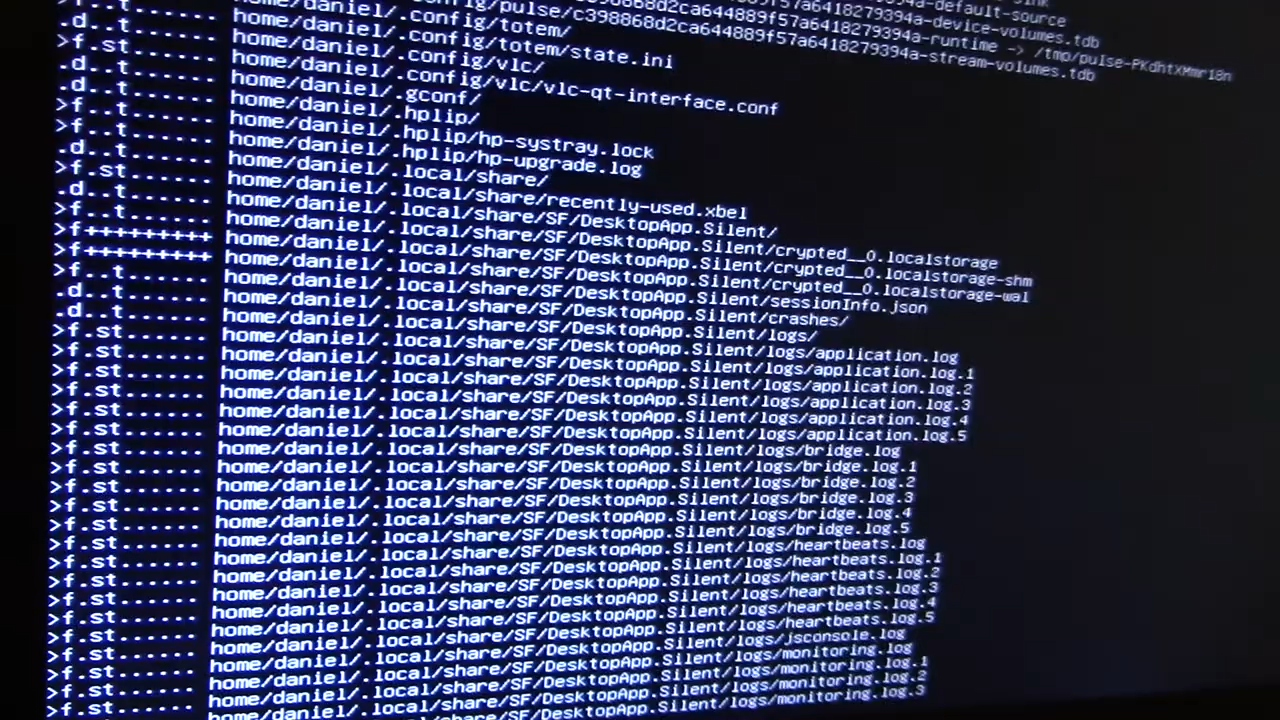 -sink
-default-source
c398868d2ca644889f57a6418279394a-device-volumes.tdb
.config/pulse/c398868d2ca644889f57a6418279394a-runtime -> /tmp/pulse-PKdhtXMmr18n
home/daniel/.config/pulse/c398868d2ca644889f57a6418279394a-stream-volumes.tdb
home/daniel/.config/totem/
>f..t...... home/daniel/.config/totem/state.ini
.d..t...... home/daniel/.config/vlc/
>f.st...... home/daniel/.config/vlc/vlc-qt-interface.conf
.d..t...... home/daniel/.gconf/
.d..t...... home/daniel/.hplip/
>f..t...... home/daniel/.hplip/hp-systray.lock
>f..t...... home/daniel/.hplip/hp-upgrade.log
.d..t...... home/daniel/.local/share/
>f.st...... home/daniel/.local/share/recently-used.xbel
.d..t...... home/daniel/.local/share/SF/DesktopApp.Silent/
>f..t...... home/daniel/.local/share/SF/DesktopApp.Silent/crypted__0.localstorage
>f+++++++++ home/daniel/.local/share/SF/DesktopApp.Silent/crypted__0.localstorage-shm
>f+++++++++ home/daniel/.local/share/SF/DesktopApp.Silent/crypted__0.localstorage-wal
>f..t...... home/daniel/.local/share/SF/DesktopApp.Silent/sessionInfo.json
.d..t...... home/daniel/.local/share/SF/DesktopApp.Silent/crashes/
.d..t...... home/daniel/.local/share/SF/DesktopApp.Silent/logs/
>f.st...... home/daniel/.local/share/SF/DesktopApp.Silent/logs/application.log
>f.st...... home/daniel/.local/share/SF/DesktopApp.Silent/logs/application.log.1
>f.st...... home/daniel/.local/share/SF/DesktopApp.Silent/logs/application.log.2
>f.st...... home/daniel/.local/share/SF/DesktopApp.Silent/logs/application.log.3
>f.st...... home/daniel/.local/share/SF/DesktopApp.Silent/logs/application.log.4
>f.st...... home/daniel/.local/share/SF/DesktopApp.Silent/logs/application.log.5
>f.st...... home/daniel/.local/share/SF/DesktopApp.Silent/logs/bridge.log
>f.st...... home/daniel/.local/share/SF/DesktopApp.Silent/logs/bridge.log.1
>f.st...... home/daniel/.local/share/SF/DesktopApp.Silent/logs/bridge.log.2
>f.st...... home/daniel/.local/share/SF/DesktopApp.Silent/logs/bridge.log.3
>f.st...... home/daniel/.local/share/SF/DesktopApp.Silent/logs/bridge.log.4
>f.st...... home/daniel/.local/share/SF/DesktopApp.Silent/logs/bridge.log.5
>f.st...... home/daniel/.local/share/SF/DesktopApp.Silent/logs/heartbeats.log
>f.st...... home/daniel/.local/share/SF/DesktopApp.Silent/logs/heartbeats.log.1
>f.st...... home/daniel/.local/share/SF/DesktopApp.Silent/logs/heartbeats.log.2
>f.st...... home/daniel/.local/share/SF/DesktopApp.Silent/logs/heartbeats.log.3
>f.st...... home/daniel/.local/share/SF/DesktopApp.Silent/logs/heartbeats.log.4
>f.st...... home/daniel/.local/share/SF/DesktopApp.Silent/logs/heartbeats.log.5
>f.st...... home/daniel/.local/share/SF/DesktopApp.Silent/logs/jsconsole.log
>f.st...... home/daniel/.local/share/SF/DesktopApp.Silent/logs/monitoring.log
>f.st...... home/daniel/.local/share/SF/DesktopApp.Silent/logs/monitoring.log.1
home/daniel/.local/share/SF/DesktopApp.Silent/logs/monitoring.log.2
home/daniel/.local/share/SF/DesktopApp.Silent/logs/monitoring.log.3